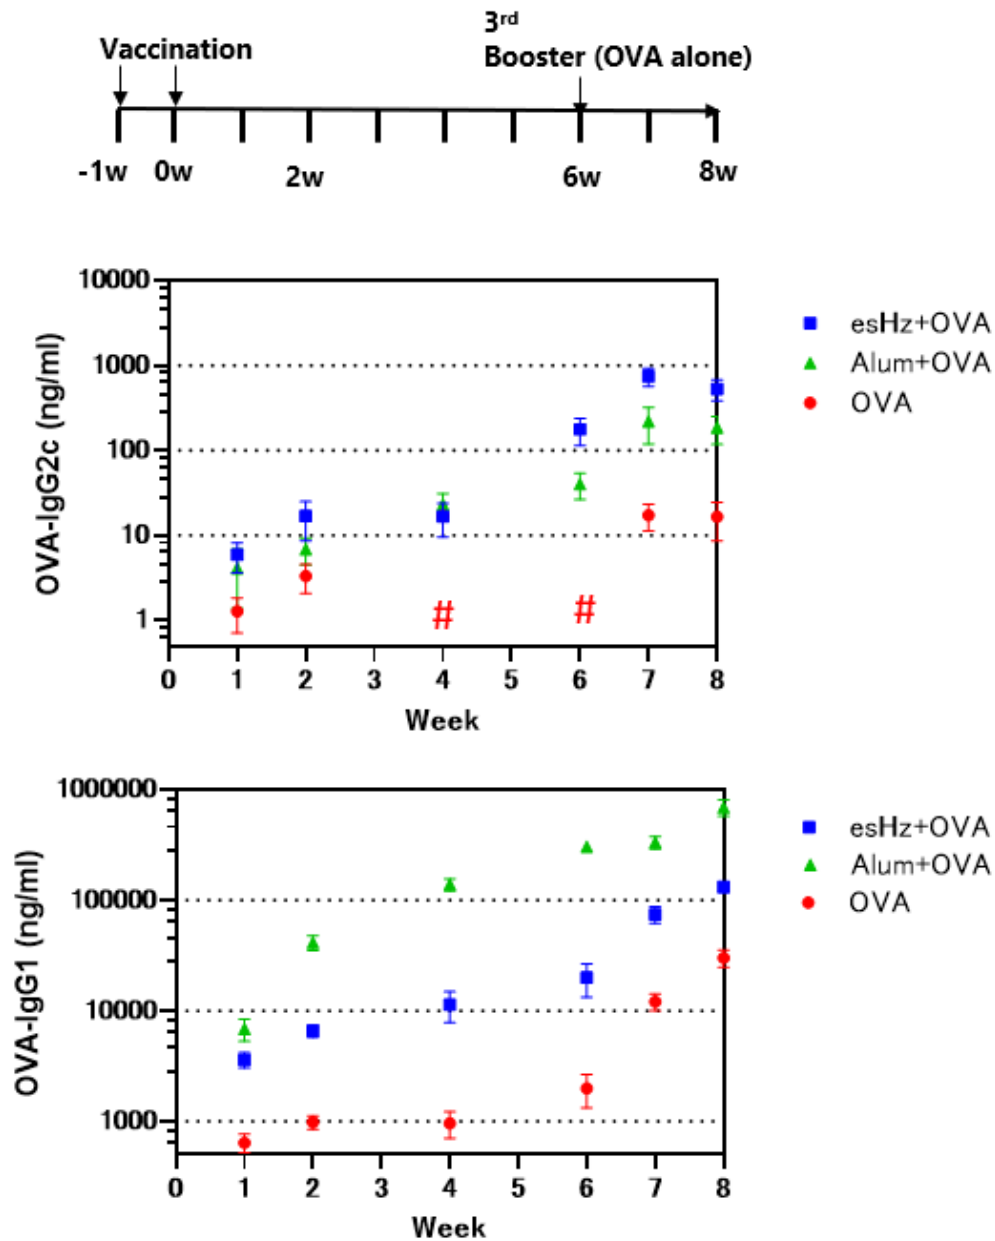 3rd
Vaccination
Booster (OVA alone)
-1w 0w 2w 6w 8w
10000
1000
100
10
1
OVA-IgG2c (ng/ml)
# #
0 1 2 3 4 5 6 7 8
Week
esHz+OVA
Alum+OVA
OVA
1000000
100000
10000
1000
OVA-IgG1 (ng/ml)
0 1 2 3 4 5 6 7 8
Week
esHz+OVA
Alum+OVA
OVA